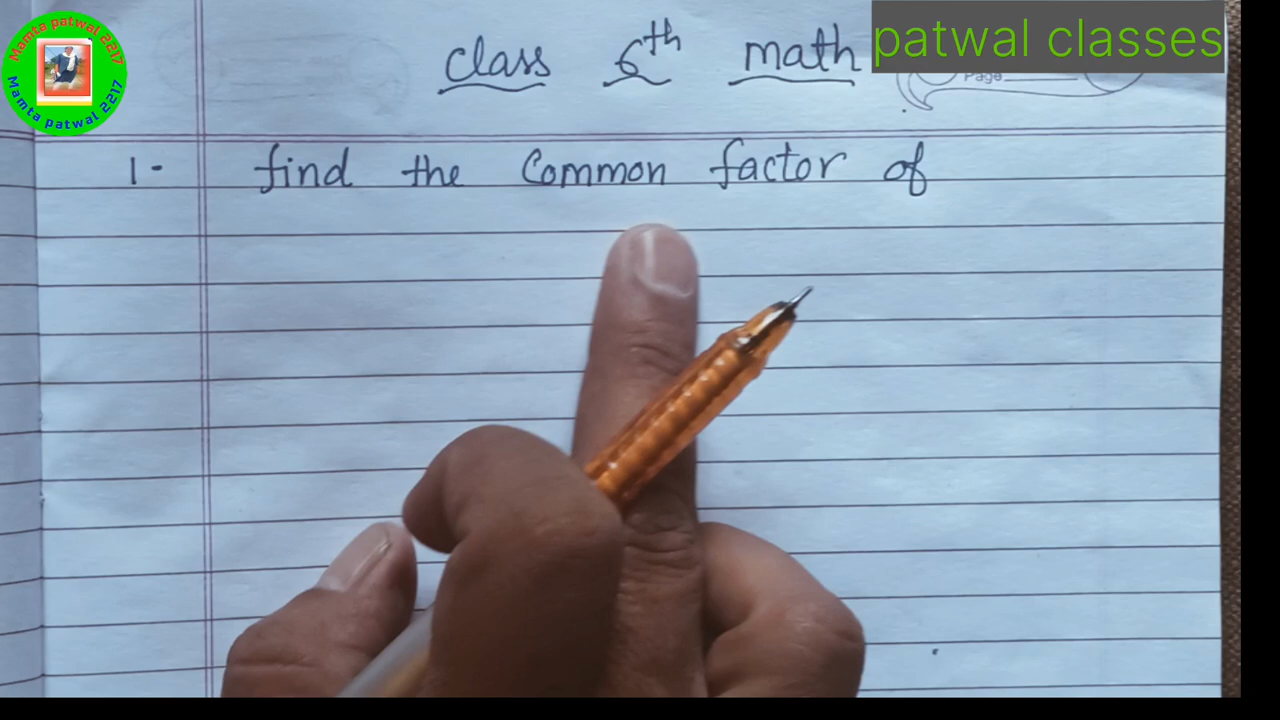 Mamta patwal 2217
Mamta patwal 2217
class 6th math
patwal classes
Page
1- find the Common factor of